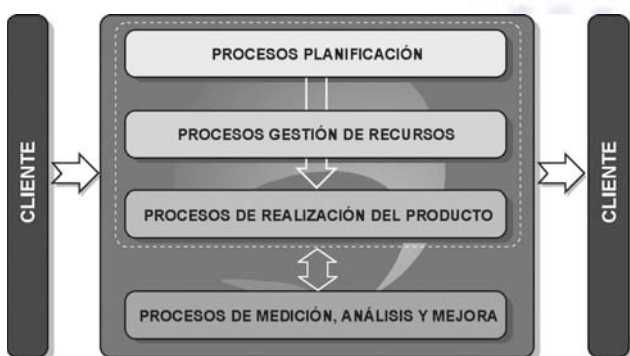 CLIENTE
PROCESOS PLANIFICACIÓN
PROCESOS GESTIÓN DE RECURSOS
PROCESOS DE REALIZACIÓN DEL PRODUCTO
PROCESOS DE MEDICIÓN, ANÁLISIS Y MEJORA
CLIENTE